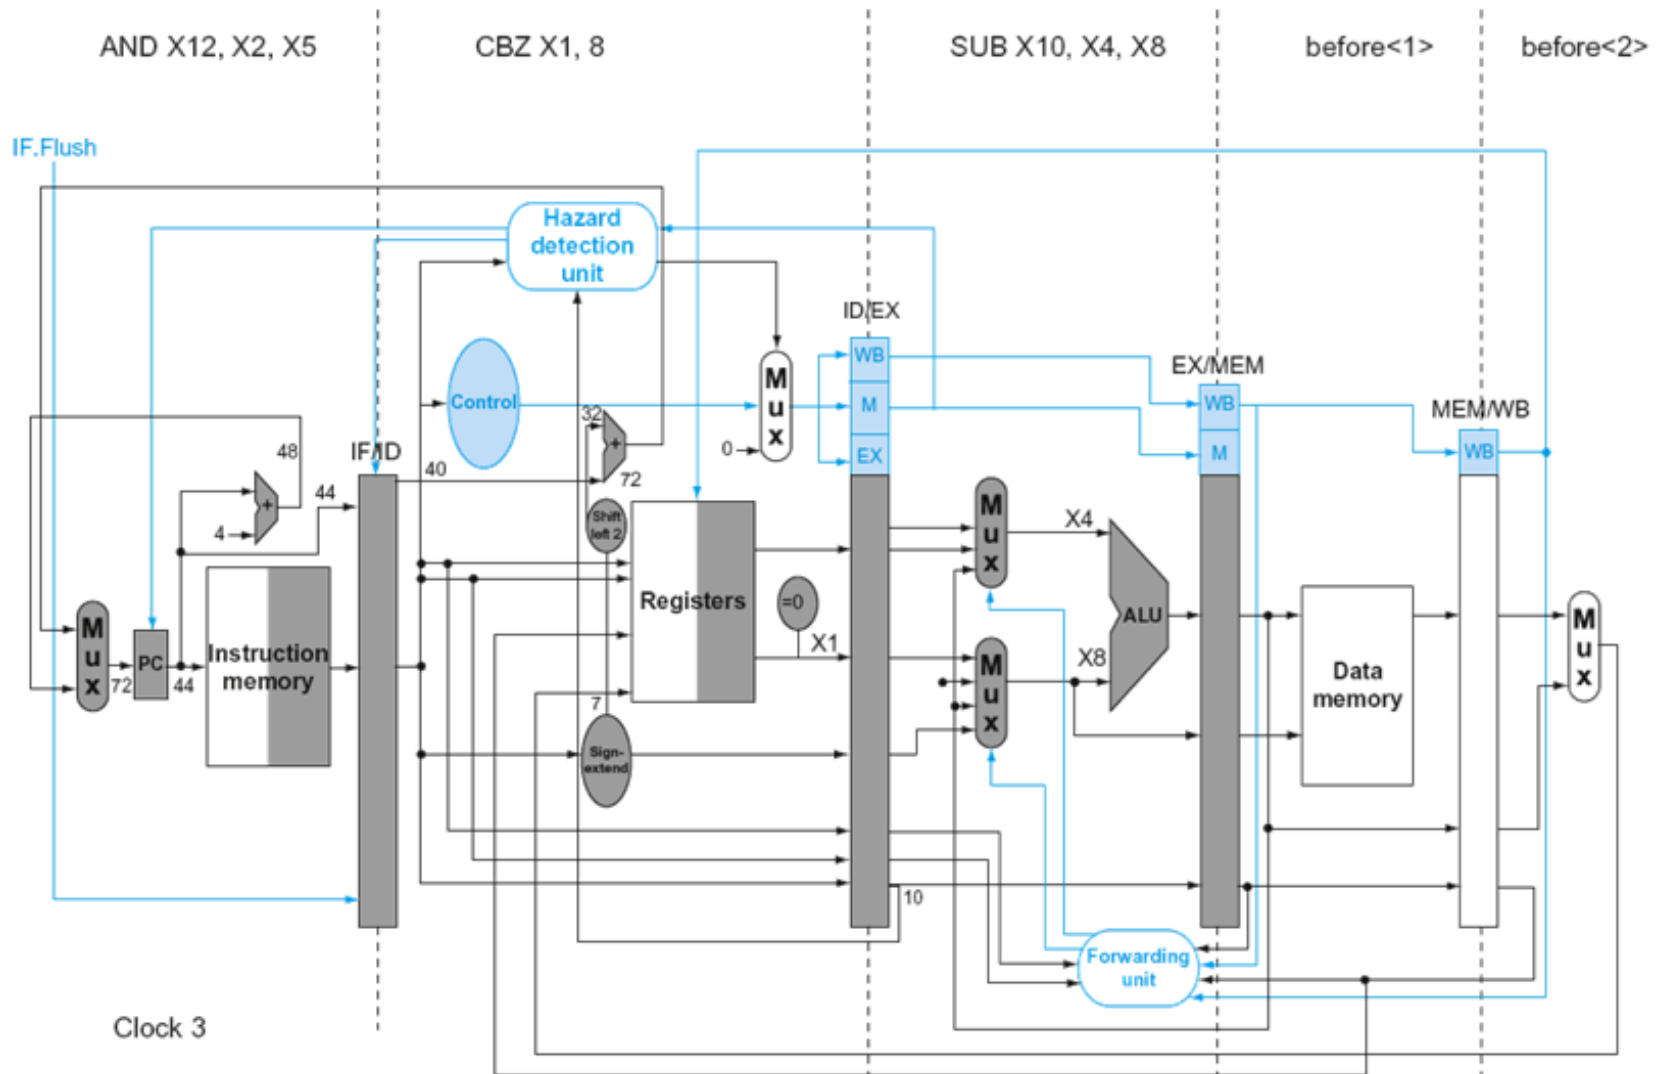 AND X12, X2, X5
CBZ X1, 8
SUB X10, X4, X8
before<1>
before<2>
IF.Flush
Hazard
detection
unit
ID/EX
WB
M
EX
EX/MEM
WB
M
MEM/WB
WB
Control
M
u
x
0
32
+
72
48
IF/ID
40
44
+
4
Shift
left 2
M
u
x
X4
Registers
=0
X1
ALU
M
u
x
PC
72
44
Instruction
memory
M
u
x
X8
Data
memory
M
u
x
7
Sign-
extend
10
Forwarding
unit
Clock 3